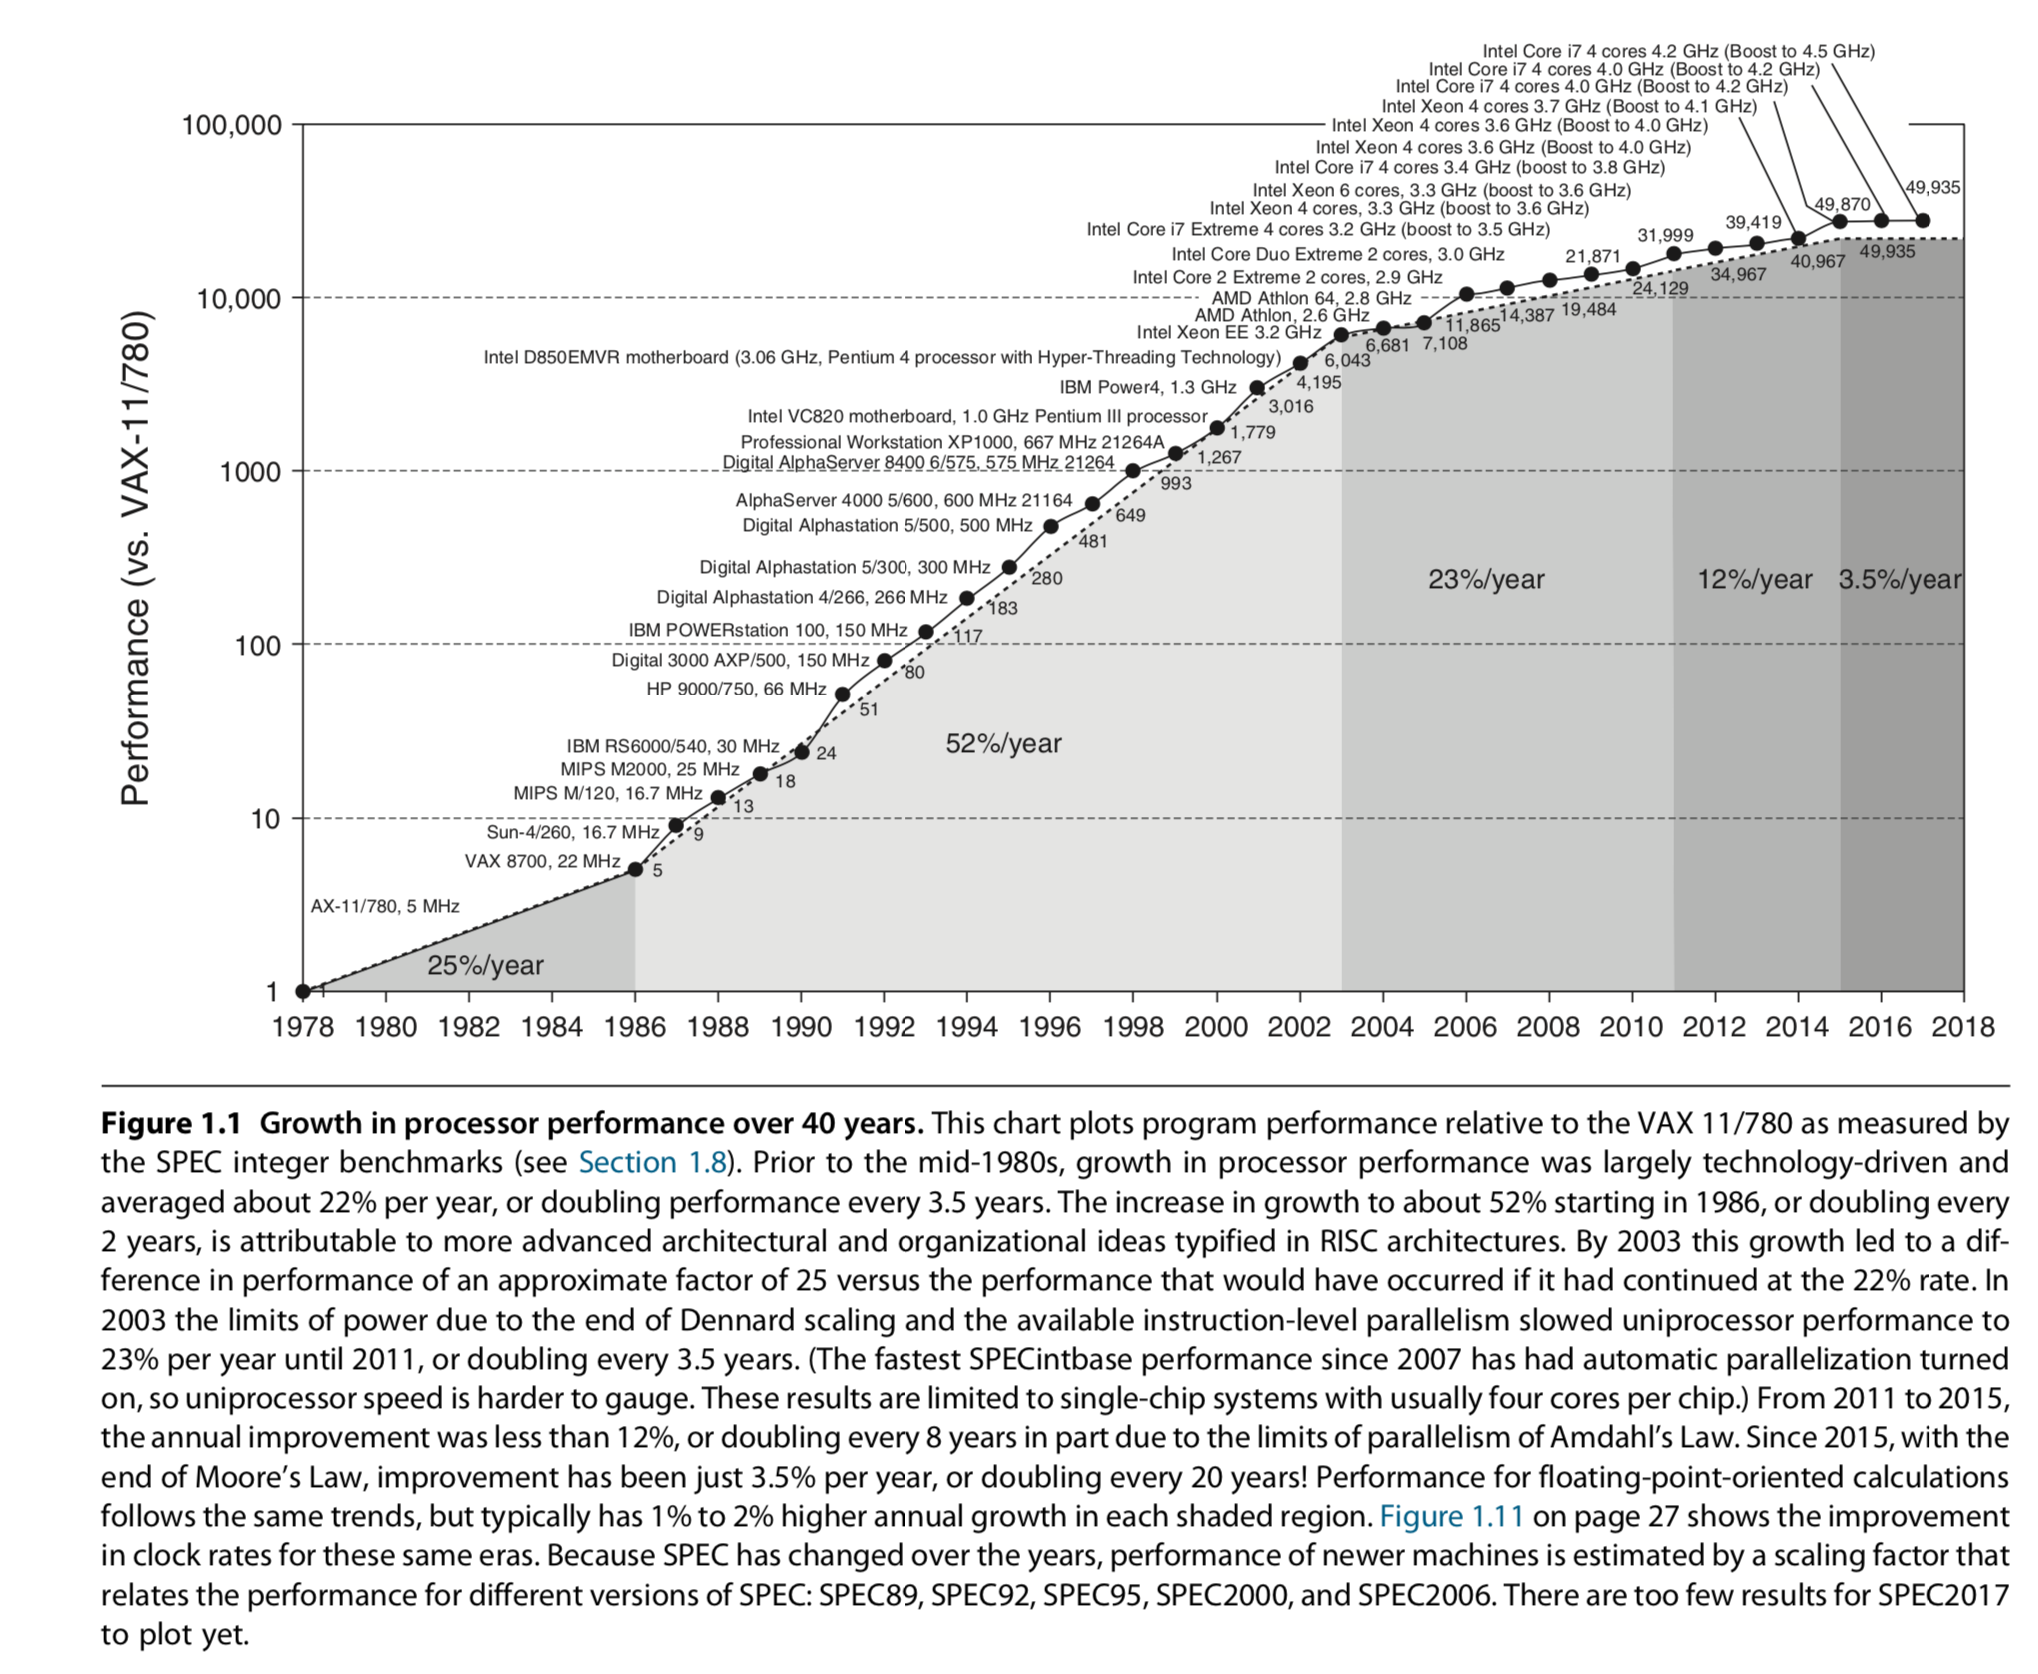 Intel Core i7 4 cores 4.2 GHz (Boost to 4.5 GHz)
Intel Core i7 4 cores 4.0 GHz (Boost to 4.2 GHz)
Intel Core i7 4 cores 4.0 GHz (Boost to 4.2 GHz)
Intel Xeon 4 cores 3.7 GHz (Boost to 4.1 GHz)
Intel Xeon 4 cores 3.6 GHz (Boost to 4.0 GHz)
Intel Xeon 4 cores 3.6 GHz (Boost to 4.0 GHz)
Intel Core i7 4 cores 3.4 GHz (boost to 3.8 GHz)
Intel Xeon 6 cores, 3.3 GHz (boost to 3.6 GHz)
Intel Xeon 4 cores, 3.3 GHz (boost to 3.6 GHz)
Intel Core i7 Extreme 4 cores 3.2 GHz (boost to 3.5 GHz)
Intel Core Duo Extreme 2 cores, 3.0 GHz
Intel Core 2 Extreme 2 cores, 2.9 GHz
AMD Athlon 64, 2.8 GHz
AMD Athlon, 2.6 GHz
Intel Xeon EE 3.2 GHz
Intel D850EMVR motherboard (3.06 GHz, Pentium 4 processor with Hyper-Threading Technology)
IBM Power4, 1.3 GHz
Intel VC820 motherboard, 1.0 GHz Pentium III processor
Professional Workstation XP1000, 667 MHz 21264A
Digital AlphaServer 8400 6/575, 575 MHz 21264
AlphaServer 4000 5/600, 600 MHz 21164
Digital Alphastation 5/500, 500 MHz
Digital Alphastation 5/300, 300 MHz
Digital Alphastation 4/266, 266 MHz
IBM POWERstation 100, 150 MHz
Digital 3000 AXP/500, 150 MHz
HP 9000/750, 66 MHz
IBM RS6000/540, 30 MHz
MIPS M2000, 25 MHz
MIPS M/120, 16.7 MHz
Sun-4/260, 16.7 MHz
VAX 8700, 22 MHz
AX-11/780, 5 MHz
5
9
13
18
24
51
80
117
183
280
481
649
993
1,267
1,779
3,016
4,195
6,043
6,681
7,108
11,865
14,387
19,484
21,871
24,129
31,999
34,967
39,419
40,967
49,870
49,935
49,935
25%/year
52%/year
23%/year
12%/year
3.5%/year
Performance (vs. VAX-11/780)
100,000
10,000
1000
100
10
1
1978 1980 1982 1984 1986 1988 1990 1992 1994 1996 1998 2000 2002 2004 2006 2008 2010 2012 2014 2016 2018
Figure 1.1 Growth in processor performance over 40 years. This chart plots program performance relative to the VAX 11/780 as measured by
the SPEC integer benchmarks (see Section 1.8). Prior to the mid-1980s, growth in processor performance was largely technology-driven and
averaged about 22% per year, or doubling performance every 3.5 years. The increase in growth to about 52% starting in 1986, or doubling every
2 years, is attributable to more advanced architectural and organizational ideas typified in RISC architectures. By 2003 this growth led to a dif-
ference in performance of an approximate factor of 25 versus the performance that would have occurred if it had continued at the 22% rate. In
2003 the limits of power due to the end of Dennard scaling and the available instruction-level parallelism slowed uniprocessor performance to
23% per year until 2011, or doubling every 3.5 years. (The fastest SPECintbase performance since 2007 has had automatic parallelization turned
on, so uniprocessor speed is harder to gauge. These results are limited to single-chip systems with usually four cores per chip.) From 2011 to 2015,
the annual improvement was less than 12%, or doubling every 8 years in part due to the limits of parallelism of Amdahl's Law. Since 2015, with the
end of Moore's Law, improvement has been just 3.5% per year, or doubling every 20 years! Performance for floating-point-oriented calculations
follows the same trends, but typically has 1% to 2% higher annual growth in each shaded region. Figure 1.11 on page 27 shows the improvement
in clock rates for these same eras. Because SPEC has changed over the years, performance of newer machines is estimated by a scaling factor that
relates the performance for different versions of SPEC: SPEC89, SPEC92, SPEC95, SPEC2000, and SPEC2006. There are too few results for SPEC2017
to plot yet.